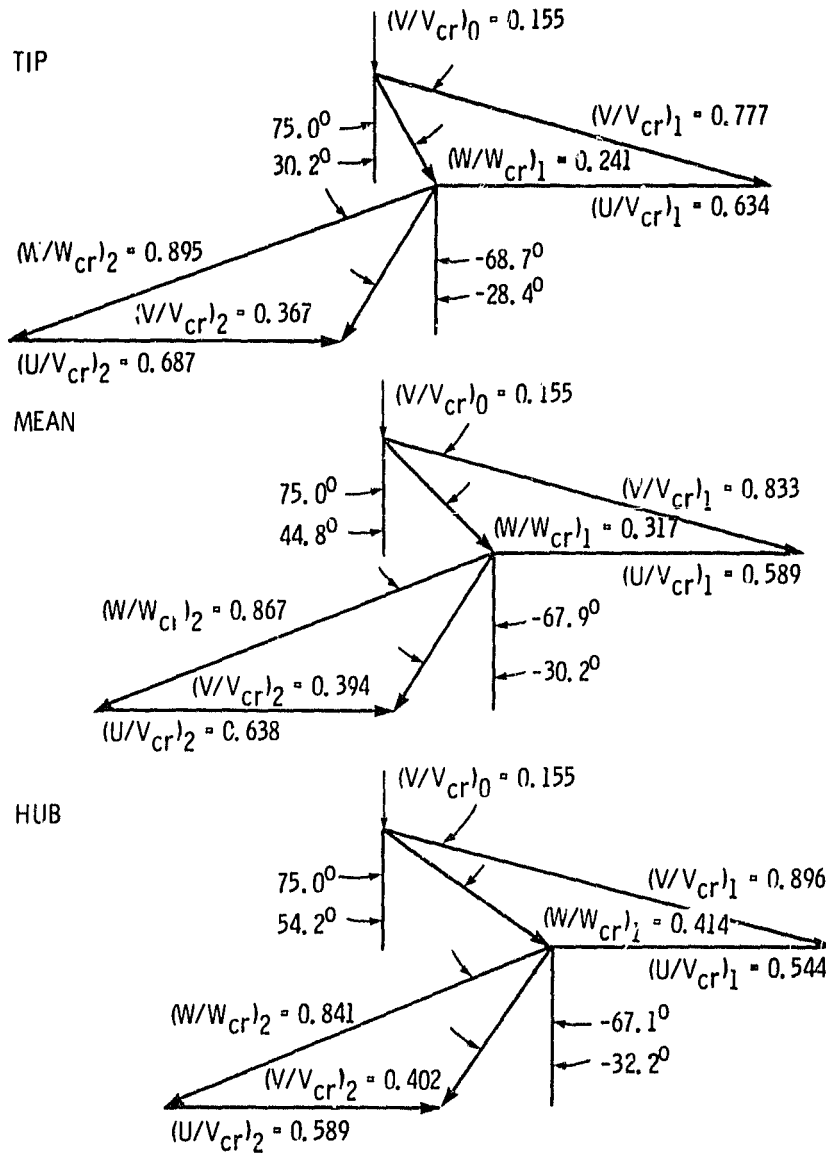 TIP
(V/Vcr)0 = 0.155
75.0°
30.2°
(V/Vcr)1 = 0.777
(W/Wcr)1 = 0.241
(U/Vcr)1 = 0.634
(W/Wcr)2 = 0.895
(V/Vcr)2 = 0.367
(U/Vcr)2 = 0.687
-68.7°
-28.4°
MEAN
(V/Vcr)0 = 0.155
75.0°
44.8°
(V/Vcr)1 = 0.833
(W/Wcr)1 = 0.317
(U/Vcr)1 = 0.589
(W/Wcr)2 = 0.867
(V/Vcr)2 = 0.394
(U/Vcr)2 = 0.638
-67.9°
-30.2°
HUB
(V/Vcr)0 = 0.155
75.0°
54.2°
(V/Vcr)1 = 0.896
(W/Wcr)1 = 0.414
(U/Vcr)1 = 0.544
(W/Wcr)2 = 0.841
(V/Vcr)2 = 0.402
(U/Vcr)2 = 0.589
-67.1°
-32.2°